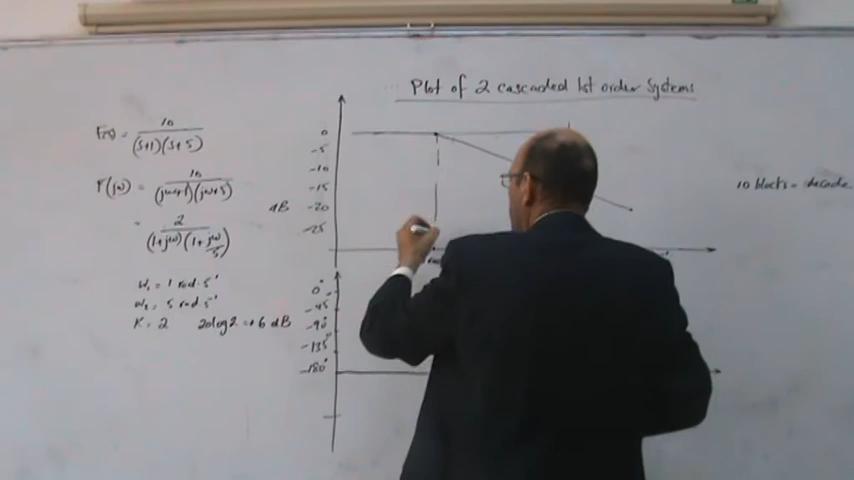 Plot of 2 cascaded 1st order Systems
F(s) = 10 / (s+1)(s+5)
F(jω) = 10 / (jω+1)(jω+5)
= 2 / (1+jω)(1+jω/5)
W₁ = 1 rad·s⁻¹
W₂ = 5 rad·s⁻¹
K = 2 20log2 = +6 dB
dB
0
-5
-10
-15
-20
-25
0°
-45
-90°
-135°
-180°
10 blocks = decade